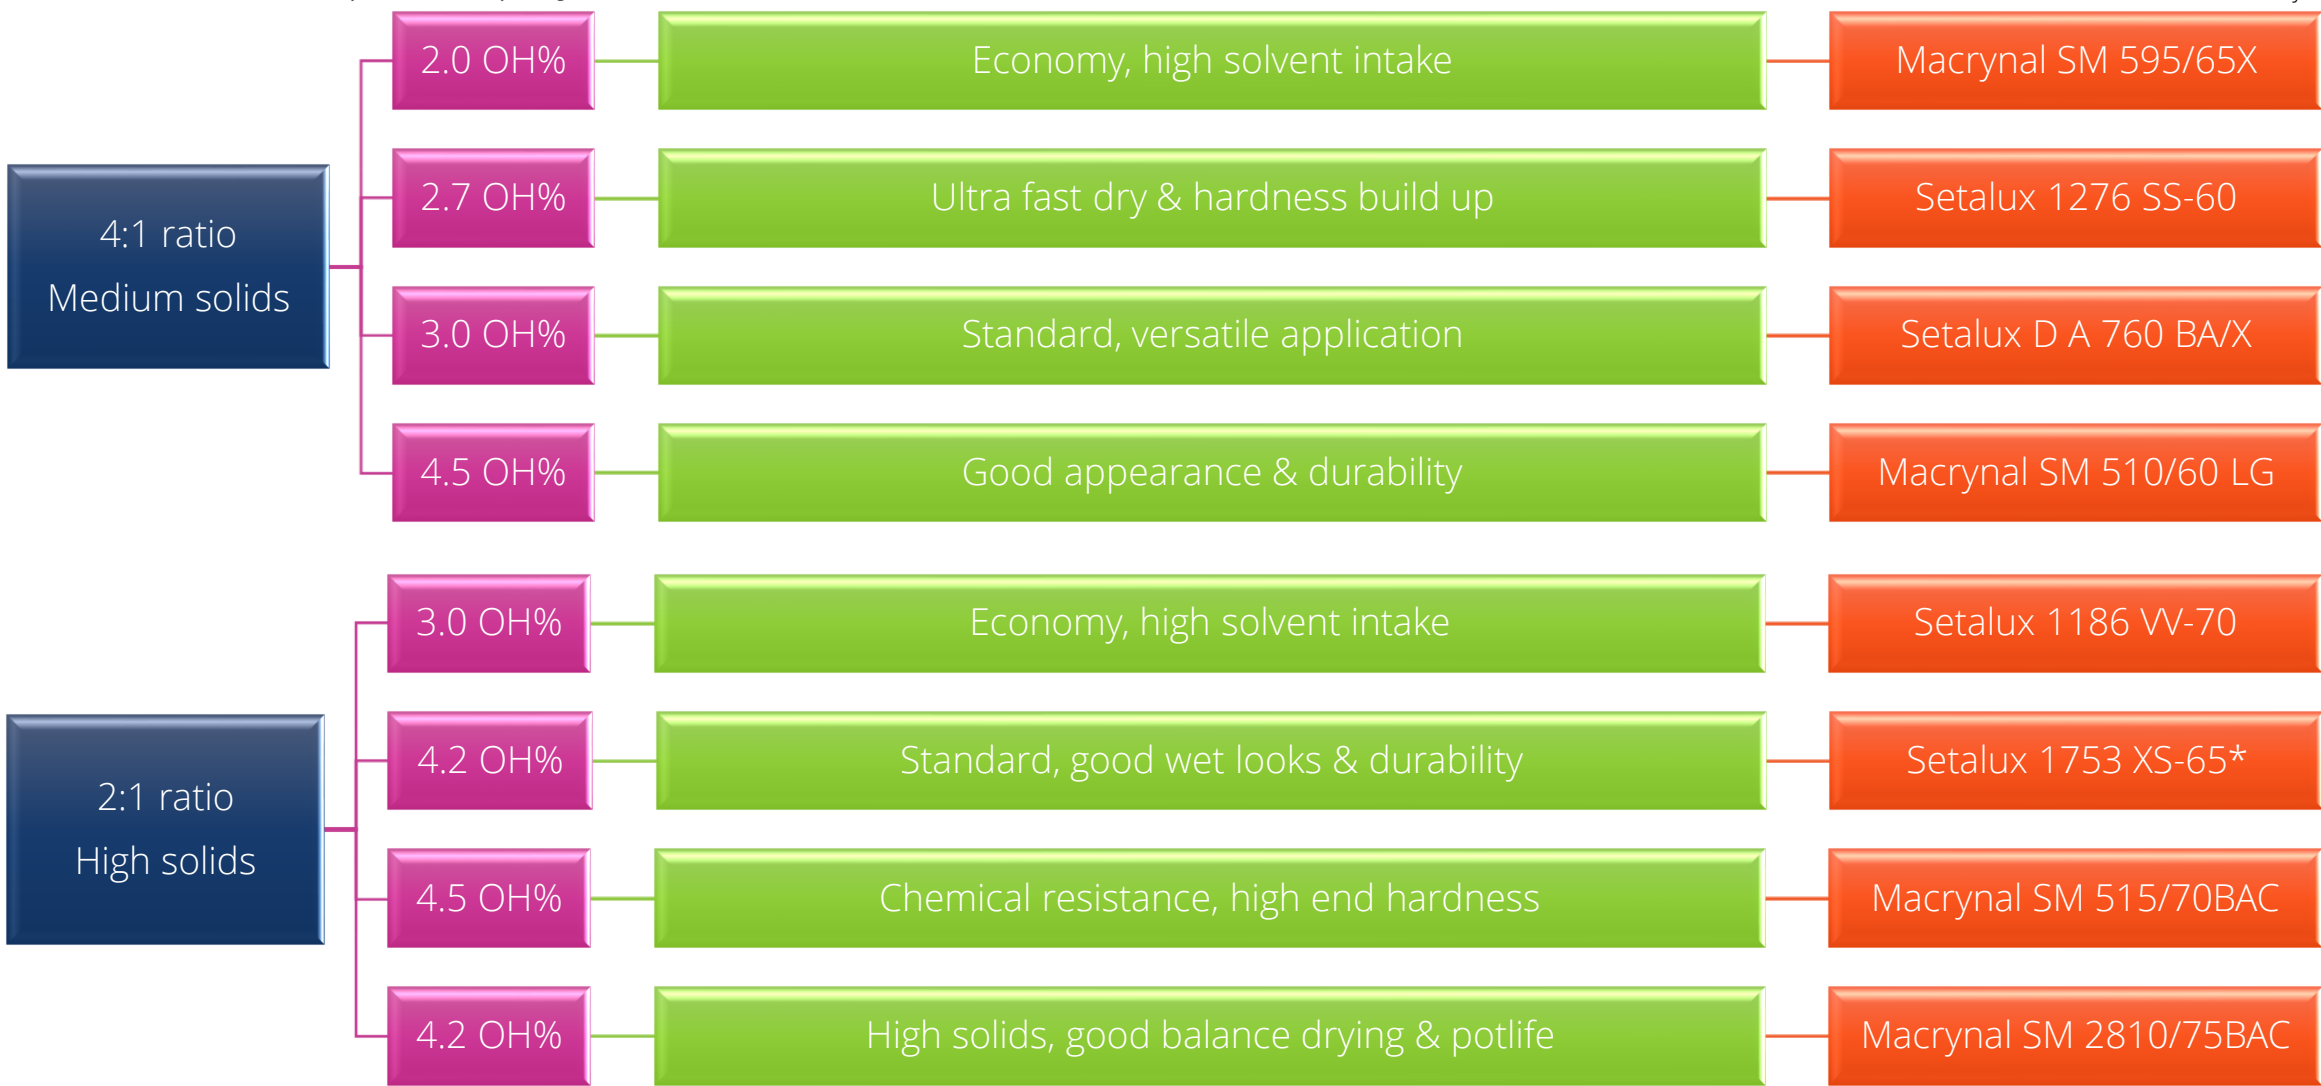 4:1 ratio
Medium solids
2.0 OH%
Economy, high solvent intake
Macrynal SM 595/65X
2.7 OH%
Ultra fast dry & hardness build up
Setalux 1276 SS-60
3.0 OH%
Standard, versatile application
Setalux D A 760 BA/X
4.5 OH%
Good appearance & durability
Macrynal SM 510/60 LG
2:1 ratio
High solids
3.0 OH%
Economy, high solvent intake
Setalux 1186 VV-70
4.2 OH%
Standard, good wet looks & durability
Setalux 1753 XS-65*
4.5 OH%
Chemical resistance, high end hardness
Macrynal SM 515/70BAC
4.2 OH%
High solids, good balance drying & potlife
Macrynal SM 2810/75BAC